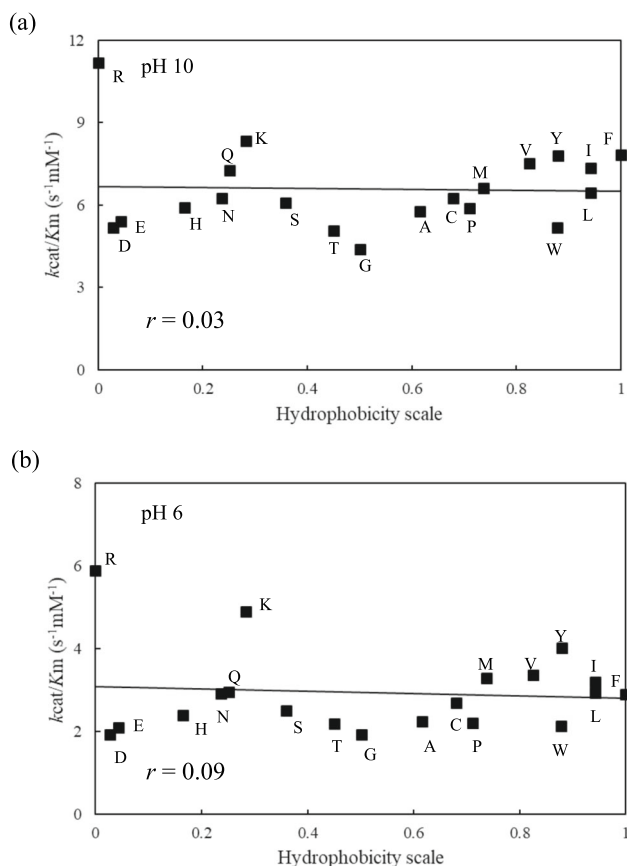 (a)
12
9
6
3
0
kcat/Km (s⁻¹mM⁻¹)
pH 10
R
D
E
H
Q
N
K
S
T
G
A
C
P
M
V
Y
W
I
L
F
r = 0.03
0 0.2 0.4 0.6 0.8 1
Hydrophobicity scale
(b)
8
6
4
2
0
kcat/Km (s⁻¹mM⁻¹)
pH 6
R
D
E
H
N
Q
K
S
T
G
A
C
P
M
V
Y
W
I
L
F
r = 0.09
0 0.2 0.4 0.6 0.8 1
Hydrophobicity scale